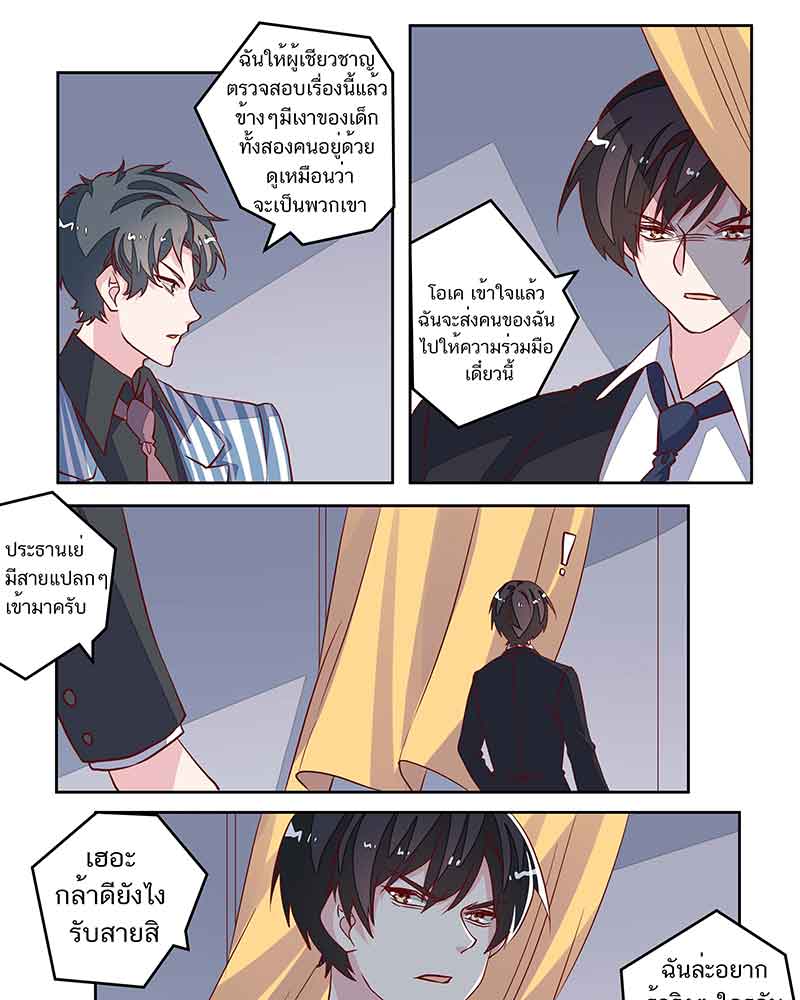 ฉันให้ผู้เชียวชาญ
ตรวจสอบเรื่องนี้แล้ว
ข้างๆมีเงาของเด็ก
ทั้งสองคนอยู่ด้วย
ดูเหมือนว่า
จะเป็นพวกเขา
โอเค เข้าใจแล้ว
ฉันจะส่งคนของฉัน
ไปให้ความร่วมมือ
เดี๋ยวนี้
ประธานเย่
มีสายแปลกๆ
เข้ามาครับ
!
เฮอะ
กล้าดียังไง
รับสายสิ
ฉันล่ะอยาก